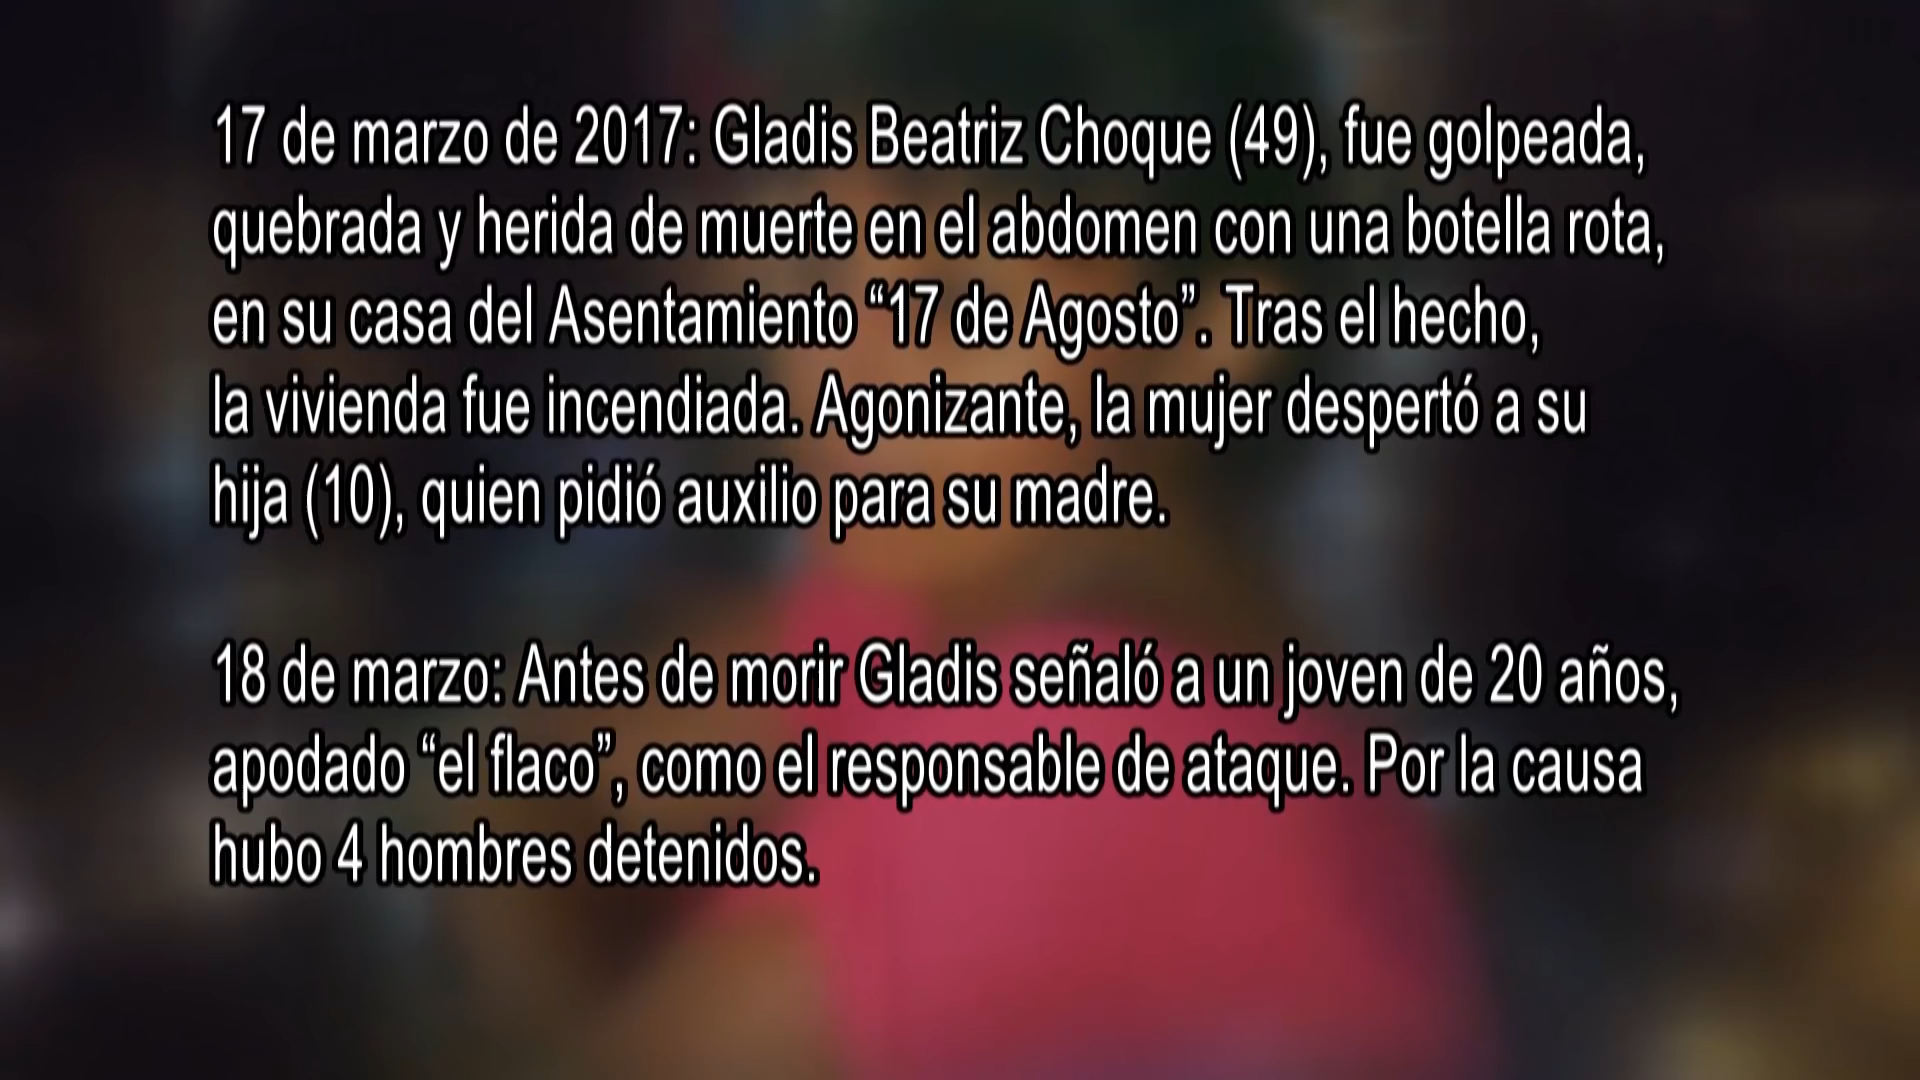 17 de marzo de 2017: Gladis Beatriz Choque (49), fue golpeada,
quebrada y herida de muerte en el abdomen con una botella rota,
en su casa del Asentamiento “17 de Agosto”. Tras el hecho,
la vivienda fue incendiada. Agonizante, la mujer despertó a su
hija (10), quien pidió auxilio para su madre.
18 de marzo: Antes de morir Gladis señaló a un joven de 20 años,
apodado “el flaco”, como el responsable de ataque. Por la causa
hubo 4 hombres detenidos.